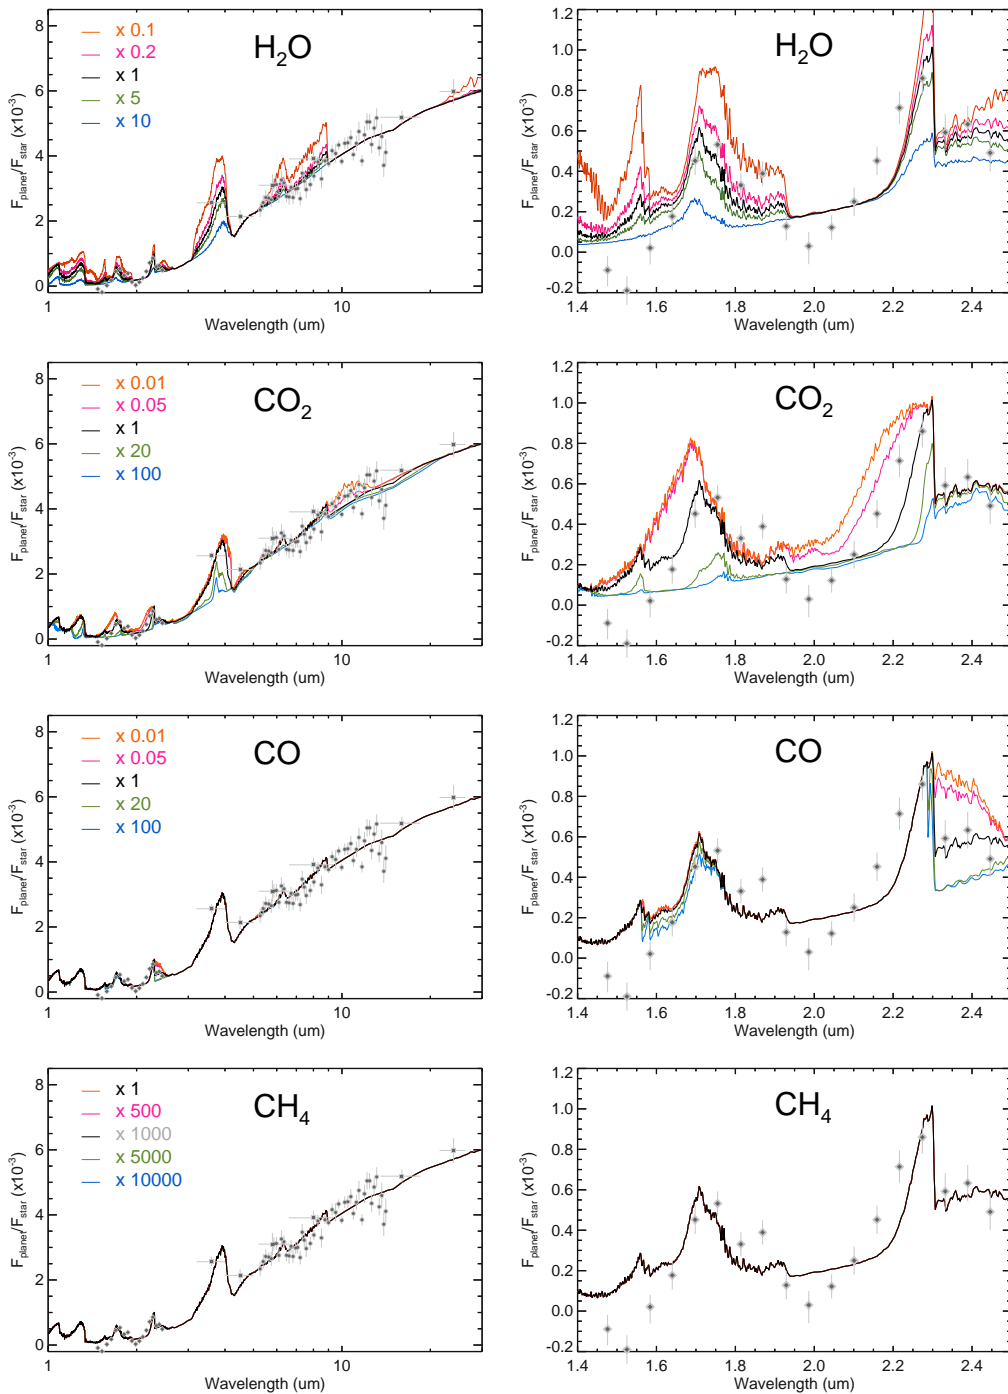 H2O
x 0.1
x 0.2
x 1
x 5
x 10
8
6
4
2
0
Fplanet/Fstar (x10-3)
1
10
Wavelength (um)
H2O
1.2
1.0
0.8
0.6
0.4
0.2
0.0
-0.2
Fplanet/Fstar (x10-3)
1.4
1.6
1.8
2.0
2.2
2.4
Wavelength (um)
CO2
x 0.01
x 0.05
x 1
x 20
x 100
8
6
4
2
0
Fplanet/Fstar (x10-3)
1
10
Wavelength (um)
CO2
1.2
1.0
0.8
0.6
0.4
0.2
0.0
-0.2
Fplanet/Fstar (x10-3)
1.4
1.6
1.8
2.0
2.2
2.4
Wavelength (um)
CO
x 0.01
x 0.05
x 1
x 20
x 100
8
6
4
2
0
Fplanet/Fstar (x10-3)
1
10
Wavelength (um)
CO
1.2
1.0
0.8
0.6
0.4
0.2
0.0
-0.2
Fplanet/Fstar (x10-3)
1.4
1.6
1.8
2.0
2.2
2.4
Wavelength (um)
CH4
x 1
x 500
x 1000
x 5000
x 10000
8
6
4
2
0
Fplanet/Fstar (x10-3)
1
10
Wavelength (um)
CH4
1.2
1.0
0.8
0.6
0.4
0.2
0.0
-0.2
Fplanet/Fstar (x10-3)
1.4
1.6
1.8
2.0
2.2
2.4
Wavelength (um)